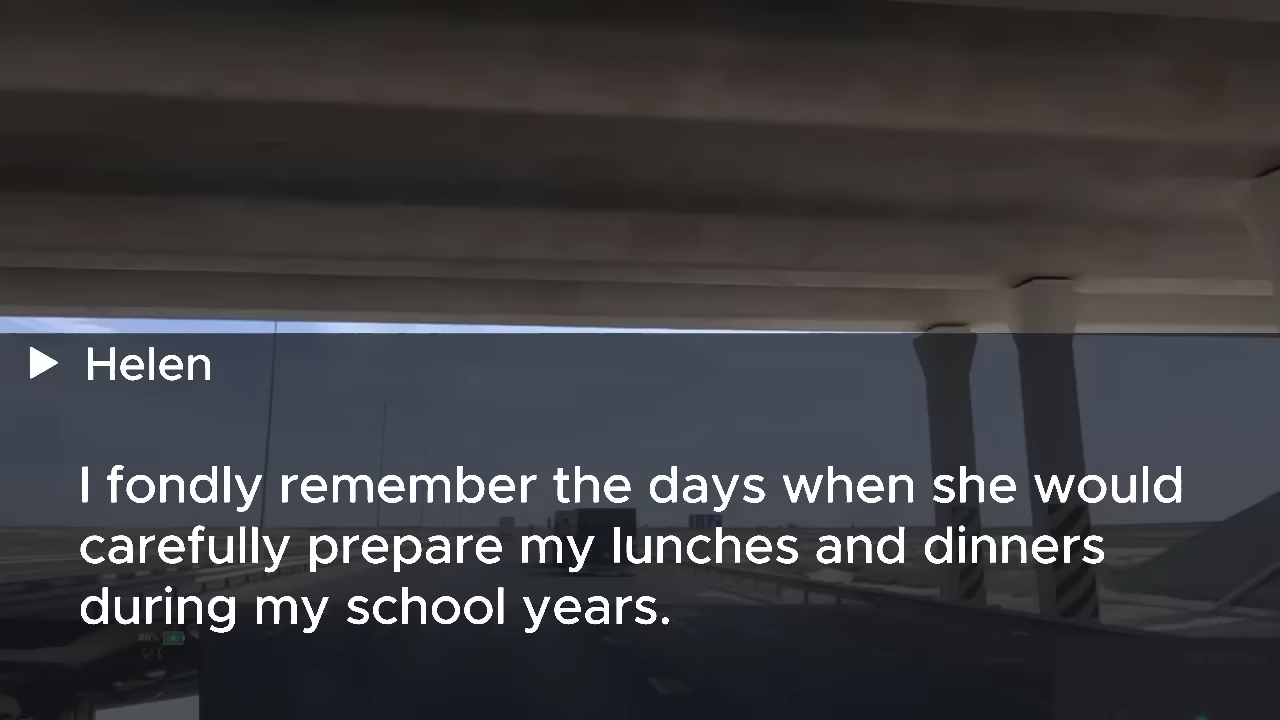 Helen
I fondly remember the days when she would
carefully prepare my lunches and dinners
during my school years.